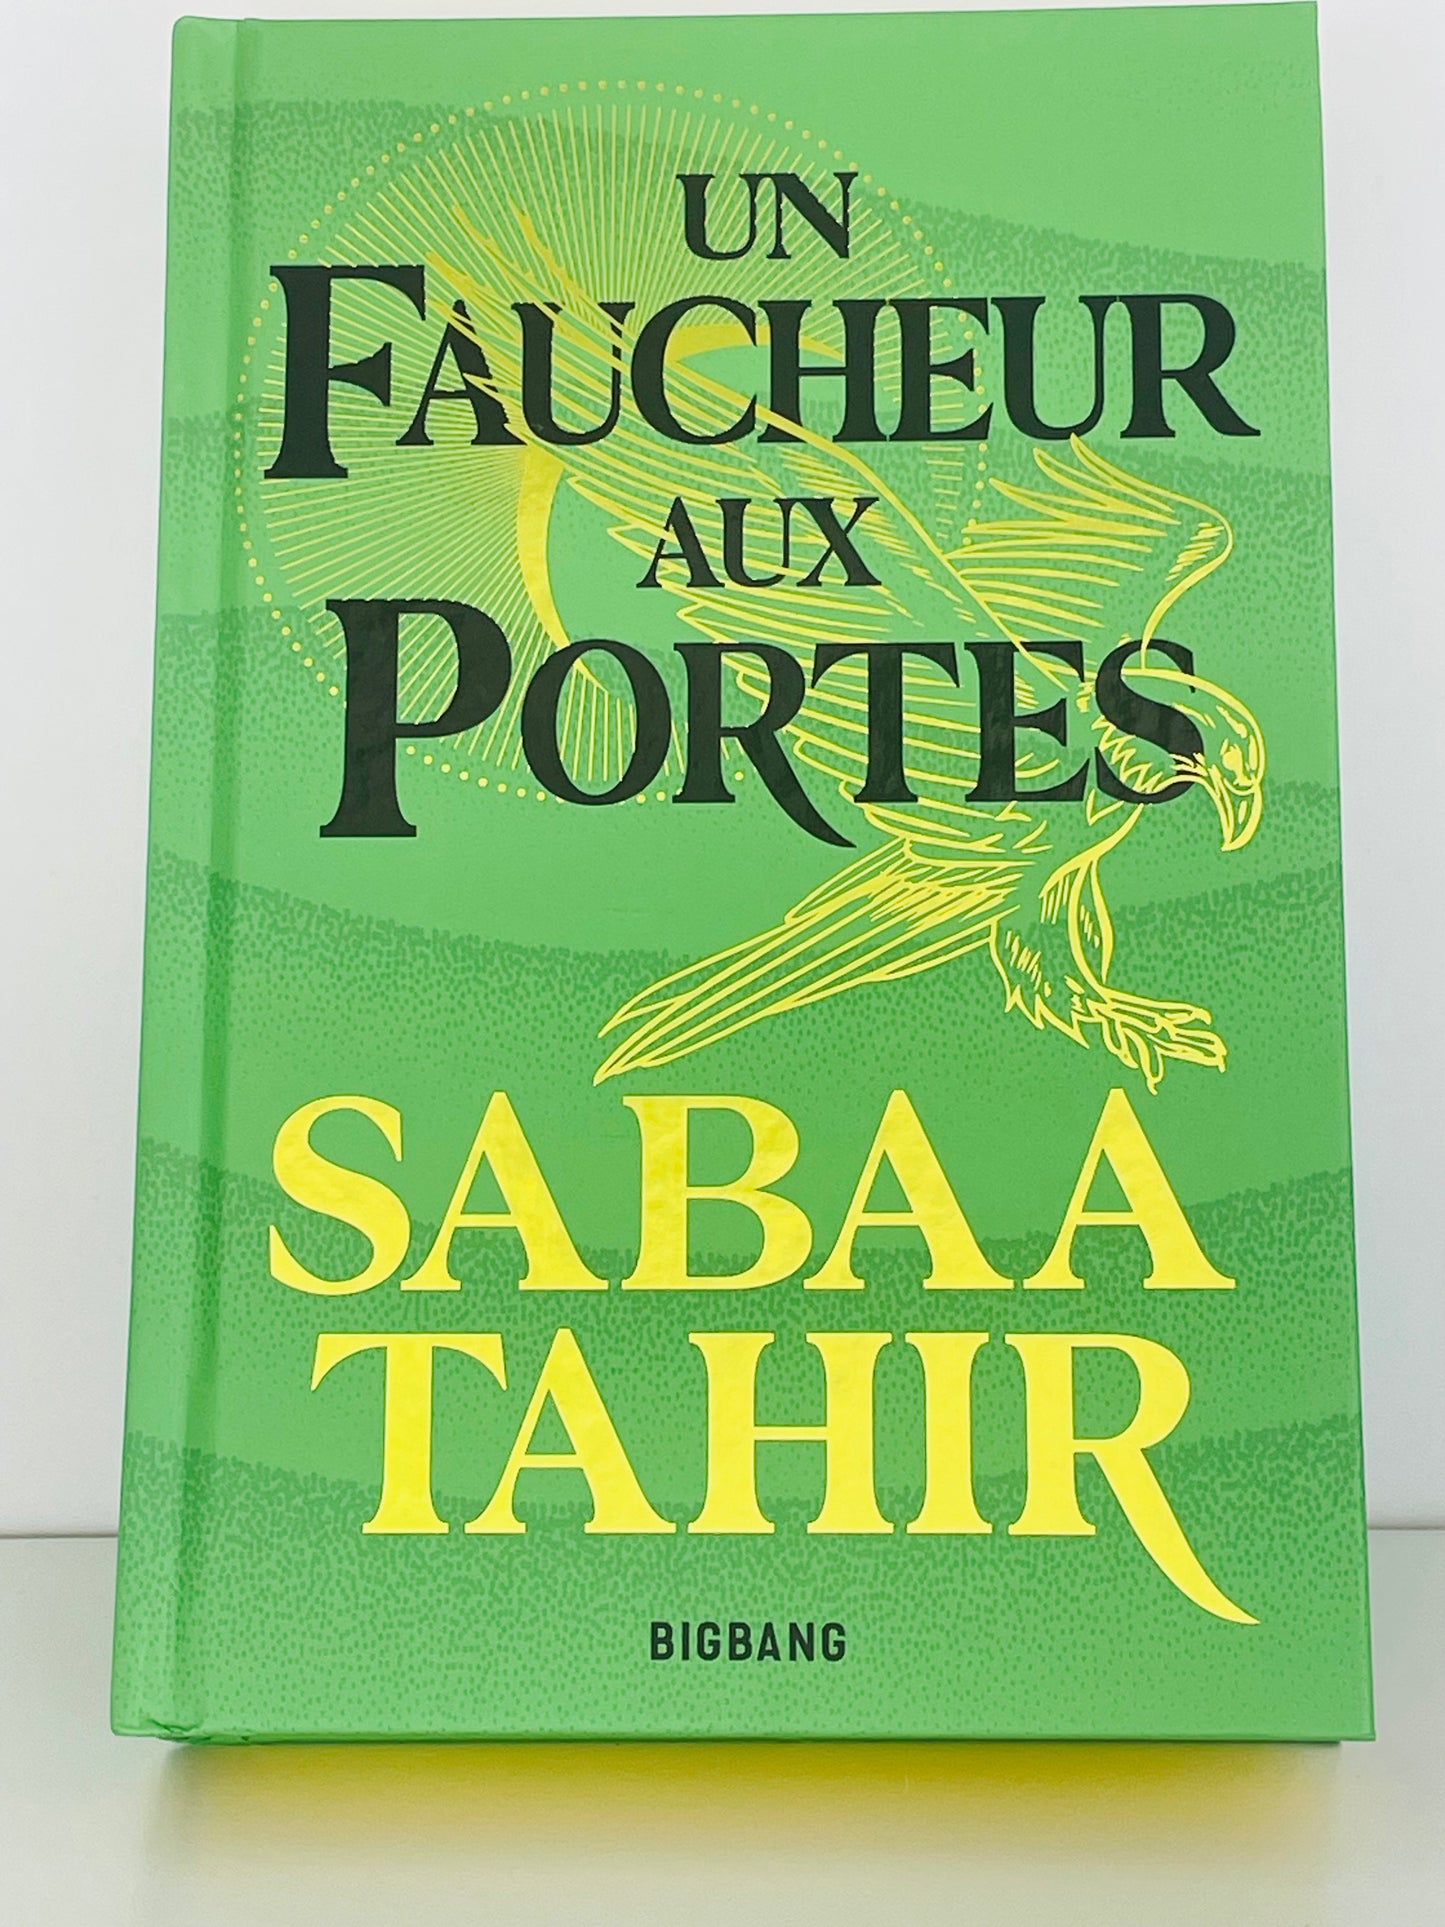 UN
FAUCHEUR
AUX
PORTES
SABAA
TAHIR
BIGBANG